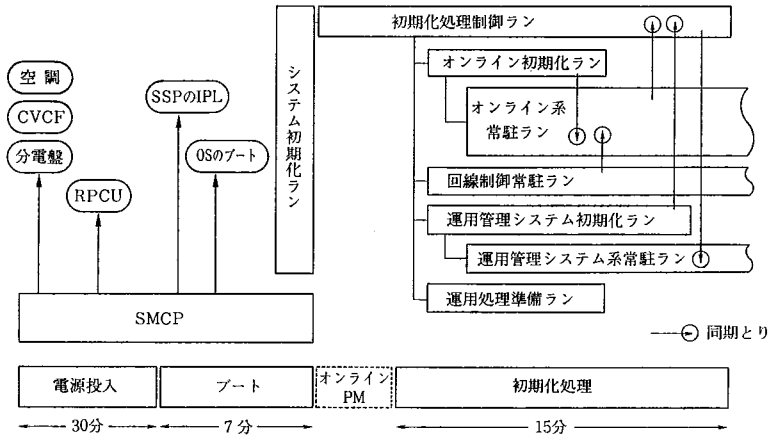 初期化処理制御ラン
オンライン初期化ラン
オンライン系
常駐ラン
回線制御常駐ラン
運用管理システム初期化ラン
運用管理システム系常駐ラン
運用処理準備ラン
システム初期化ラン
空調
CVCF
分電盤
RPCU
SSPのIPL
OSのブート
SMCP
同期とり
電源投入
ブート
オンライン
PM
初期化処理
30分
7分
15分